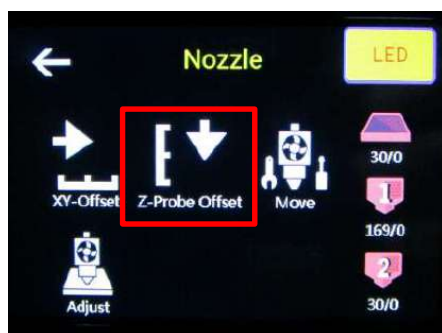 Nozzle
LED
XY-Offset
Z-Probe Offset
Move
30/0
1
169/0
Adjust
2
30/0